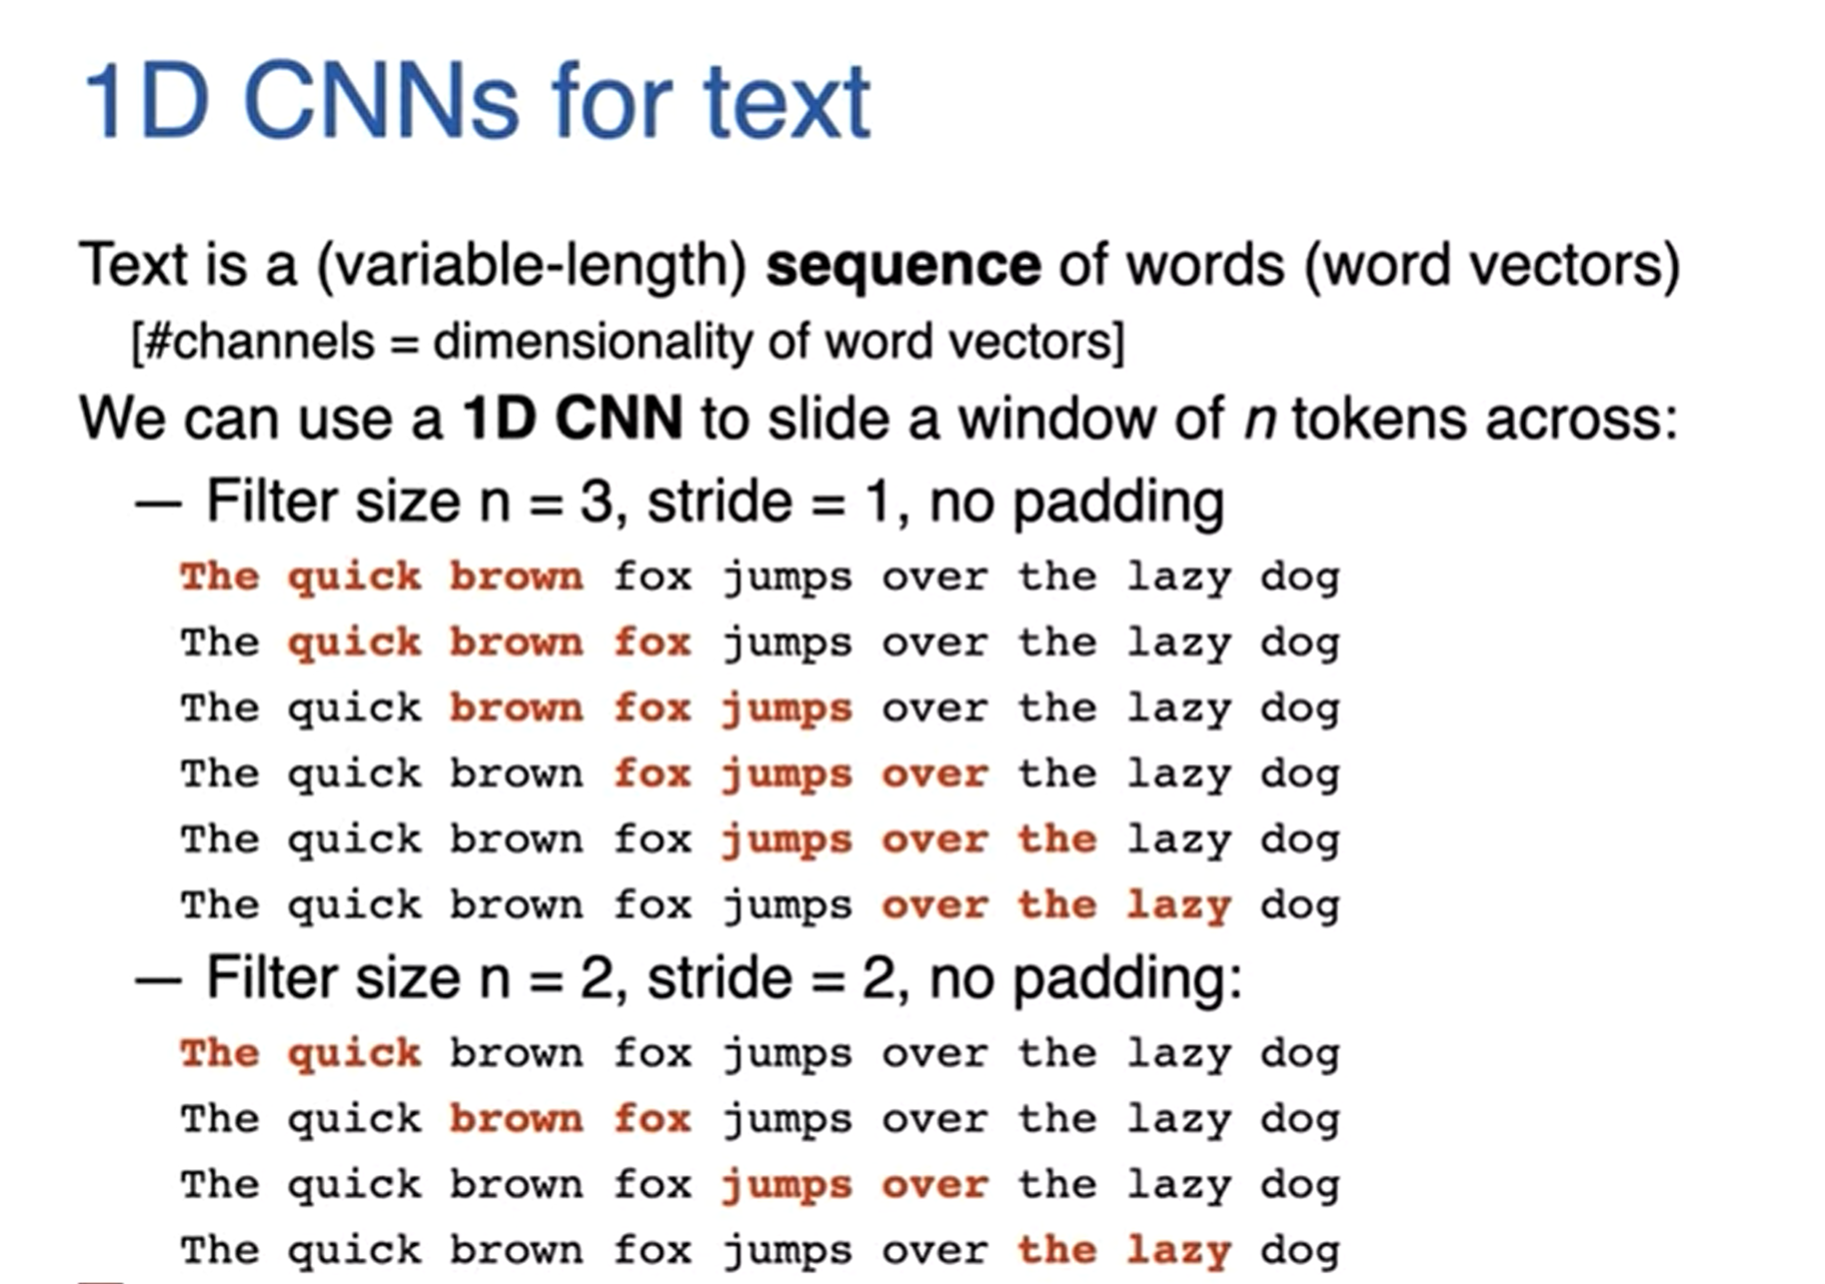 1D CNNs for text
Text is a (variable-length) sequence of words (word vectors)
[#channels = dimensionality of word vectors]
We can use a 1D CNN to slide a window of n tokens across:
— Filter size n = 3, stride = 1, no padding
The quick brown fox jumps over the lazy dog
The quick brown fox jumps over the lazy dog
The quick brown fox jumps over the lazy dog
The quick brown fox jumps over the lazy dog
The quick brown fox jumps over the lazy dog
The quick brown fox jumps over the lazy dog
— Filter size n = 2, stride = 2, no padding:
The quick brown fox jumps over the lazy dog
The quick brown fox jumps over the lazy dog
The quick brown fox jumps over the lazy dog
The quick brown fox jumps over the lazy dog